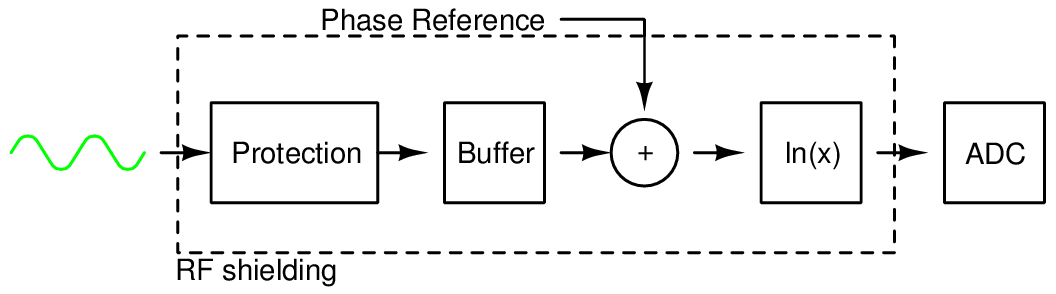 Phase Reference
Protection
Buffer
+
ln(x)
ADC
RF shielding